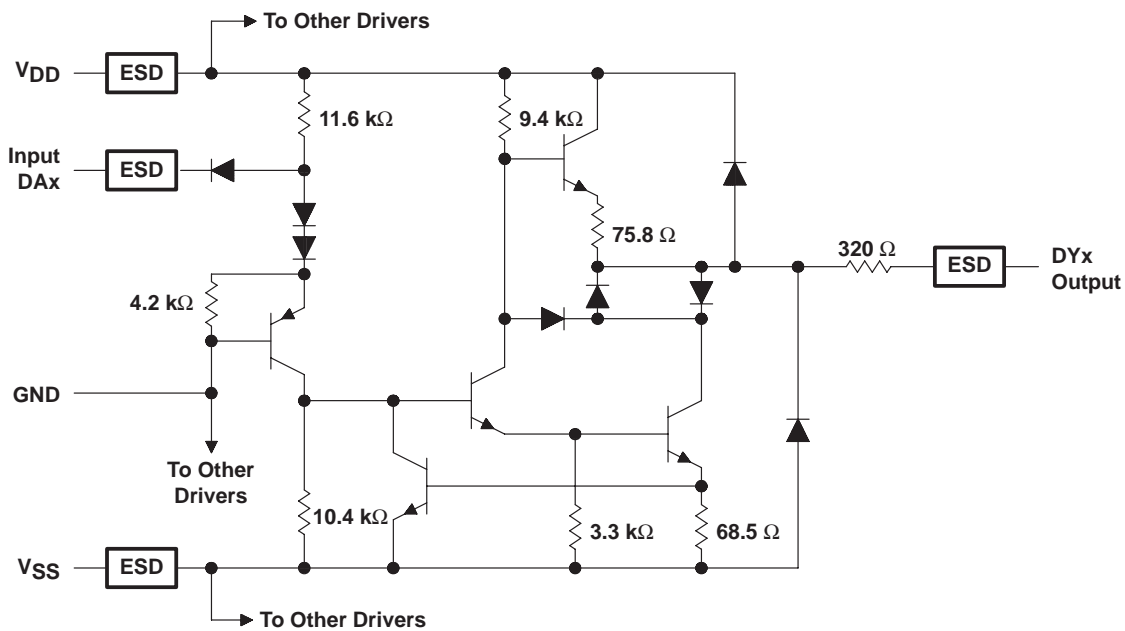 To Other Drivers
VDD
ESD
11.6 kΩ
9.4 kΩ
Input
DAx
ESD
75.8 Ω
320 Ω
ESD
DYx
Output
4.2 kΩ
GND
To Other
Drivers
10.4 kΩ
3.3 kΩ
68.5 Ω
VSS
ESD
To Other Drivers